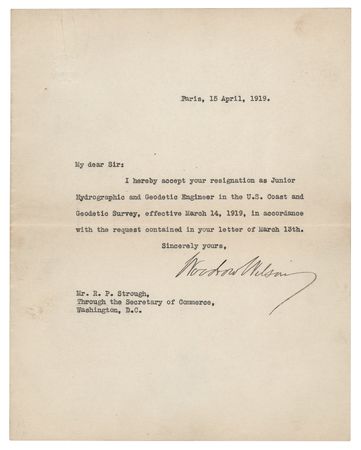 Paris, 15 April, 1919.
My dear Sir:
I hereby accept your resignation as Junior
Hydrographic and Geodetic Engineer in the U.S. Coast and
Geodetic Survey, effective March 14, 1919, in accordance
with the request contained in your letter of March 13th.
Sincerely yours,
Woodrow Wilson
Mr. R. P. Strough,
Through the Secretary of Commerce,
Washington, D.C.